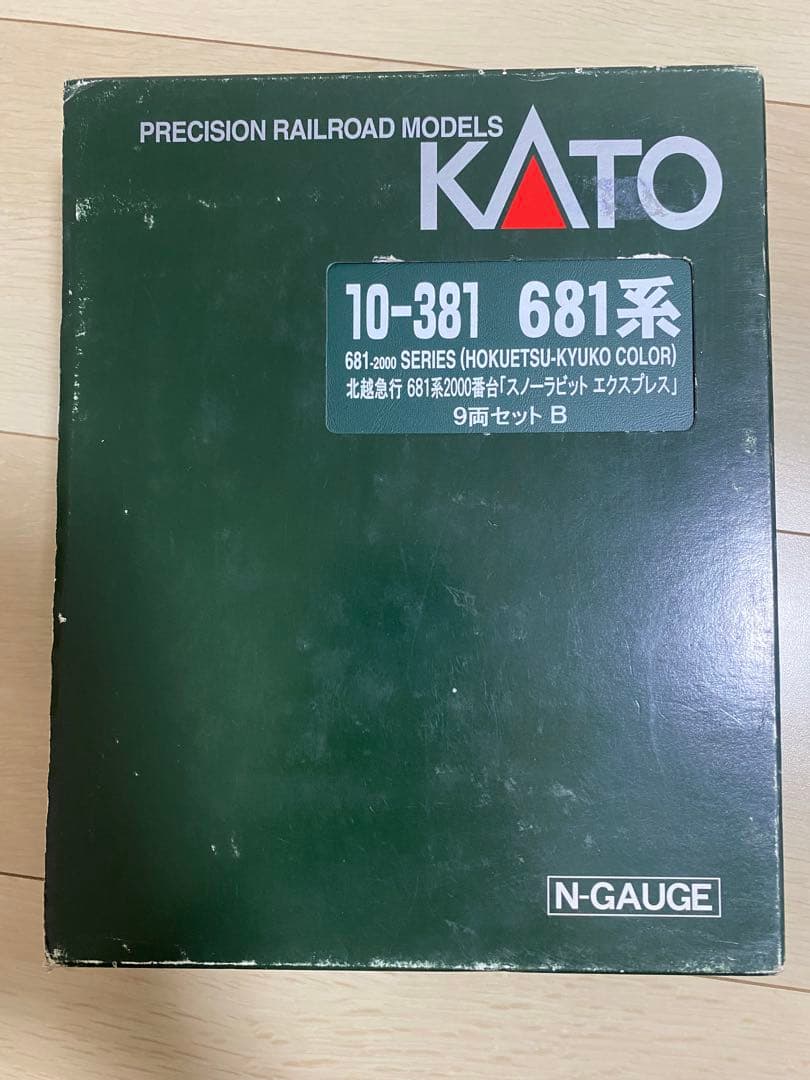 PRECISION RAILROAD MODELS
KATO
10-381 681系
681-2000 SERIES (HOKUETSU-KYUKO COLOR)
北越急行 681系2000番台「スノーラビット エクスプレス」
9両セット B
N-GAUGE